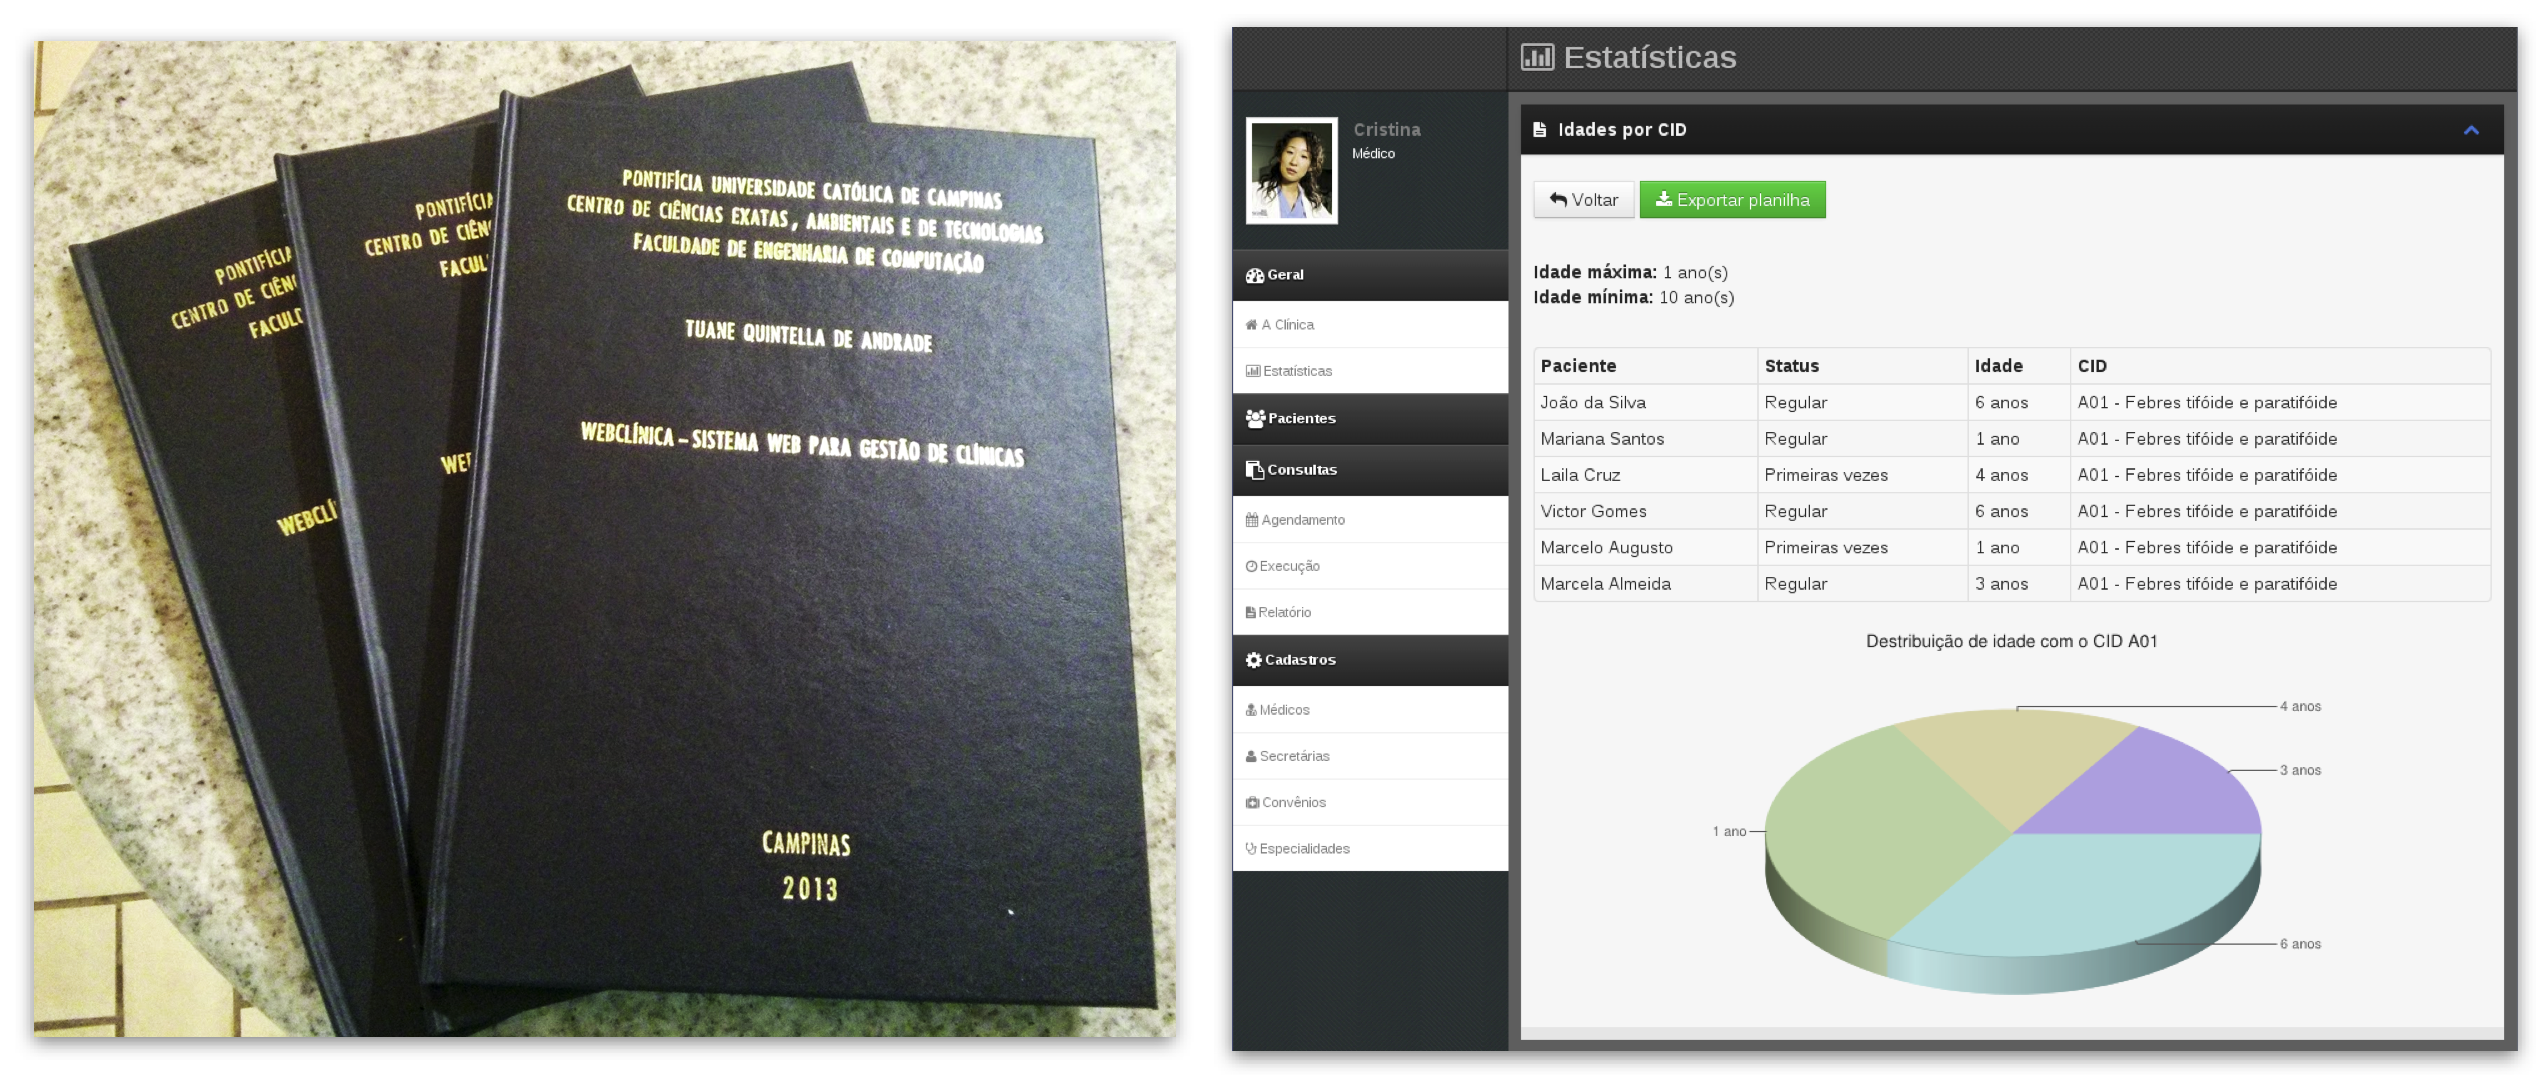 PONTIFÍCIA
CENTRO DE CIÊN
FACULD
WEBCLÍ
PONTIFÍCIA
CENTRO DE CIÊN
FACUL
WE
PONTIFÍCIA UNIVERSIDADE CATÓLICA DE CAMPINAS
CENTRO DE CIÊNCIAS EXATAS, AMBIENTAIS E DE TECNOLOGIAS
FACULDADE DE ENGENHARIA DE COMPUTAÇÃO
TUANE QUINTELLA DE ANDRADE
WEBCLÍNICA – SISTEMA WEB PARA GESTÃO DE CLÍNICAS
CAMPINAS
2013
Estatísticas
Cristina
Médico
Geral
A Clínica
Estatísticas
Pacientes
Consultas
Agendamento
Execução
Relatório
Cadastros
Médicos
Secretárias
Convênios
Especialidades
Idades por CID
Voltar Exportar planilha
Idade máxima: 1 ano(s)
Idade mínima: 10 ano(s)
Paciente Status Idade CID
João da Silva Regular 6 anos A01 - Febres tifóide e paratifóide
Mariana Santos Regular 1 ano A01 - Febres tifóide e paratifóide
Laila Cruz Primeiras vezes 4 anos A01 - Febres tifóide e paratifóide
Victor Gomes Regular 6 anos A01 - Febres tifóide e paratifóide
Marcelo Augusto Primeiras vezes 1 ano A01 - Febres tifóide e paratifóide
Marcela Almeida Regular 3 anos A01 - Febres tifóide e paratifóide
Destribuição de idade com o CID A01
4 anos
3 anos
1 ano
6 anos